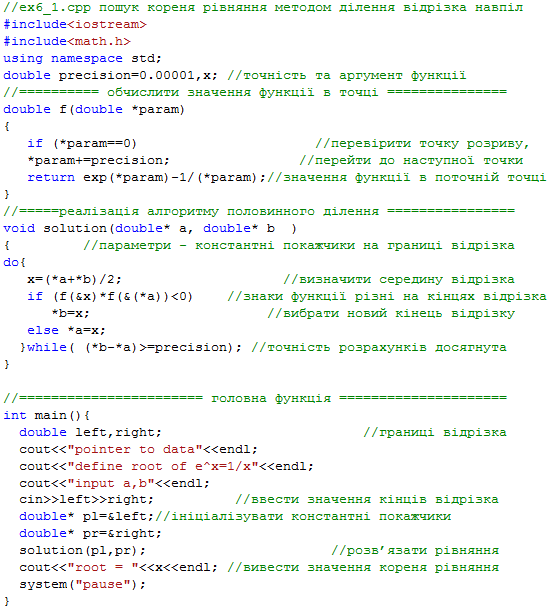 //ex6_1.cpp пошук кореня рівняння методом ділення відрізка навпіл
#include<iostream>
#include<math.h>
using namespace std;
double precision=0.00001,x; //точність та аргумент функції
//========== обчислити значення функції в точці ===============
double f(double *param)
{
if (*param==0) //перевірити точку розриву,
*param+=precision; //перейти до наступної точки
return exp(*param)-1/(*param);//значення функції в поточній точці
}
//=====реалізація алгоритму половинного ділення ================
void solution(double* a, double* b )
{ //параметри – константні покажчики на границі відрізка
do{
x=(*a+*b)/2; //визначити середину відрізка
if (f(&x)*f(&(*a))<0) //знаки функції різні на кінцях відрізка
*b=x; //вибрати новий кінець відрізку
else *a=x;
}while( (*b-*a)>=precision); //точність розрахунків досягнута
}
//======================= головна функція =====================
int main(){
double left,right; //границі відрізка
cout<<"pointer to data"<<endl;
cout<<"define root of e^x=1/x"<<endl;
cout<<"input a,b"<<endl;
cin>>left>>right; //ввести значення кінців відрізка
double* pl=&left;//ініціалізувати константні покажчики
double* pr=&right;
solution(pl,pr); //розв’язати рівняння
cout<<"root = "<<x<<endl; //вивести значення кореня рівняння
system("pause");
}